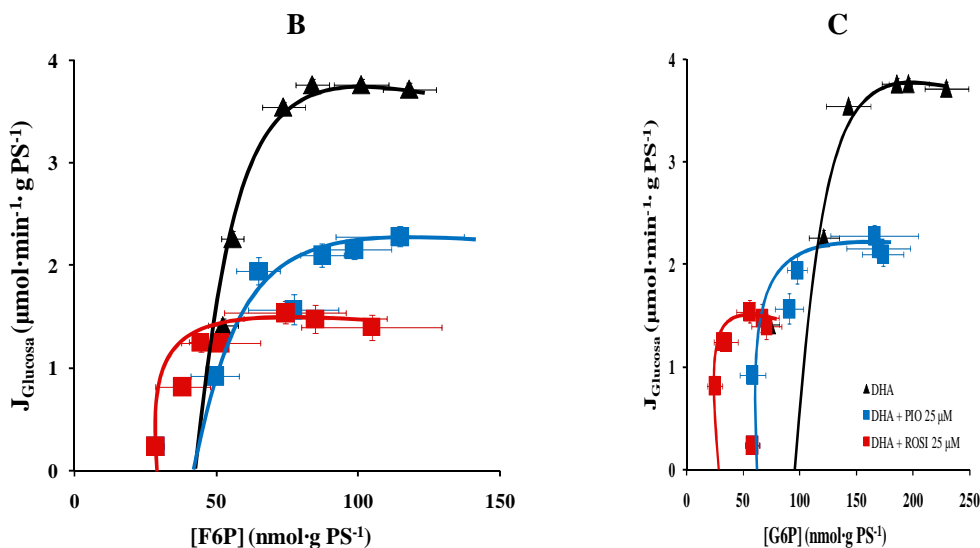 B
J Glucosa (µmol·min⁻¹· g PS⁻¹)
4
3
2
1
0
0
50
100
150
[F6P] (nmol·g PS⁻¹)
C
J Glucosa (µmol·min⁻¹· g PS⁻¹)
4
3
2
1
0
DHA
DHA + PIO 25 µM
DHA + ROSI 25 µM
0
50
100
150
200
250
[G6P] (nmol·g PS⁻¹)